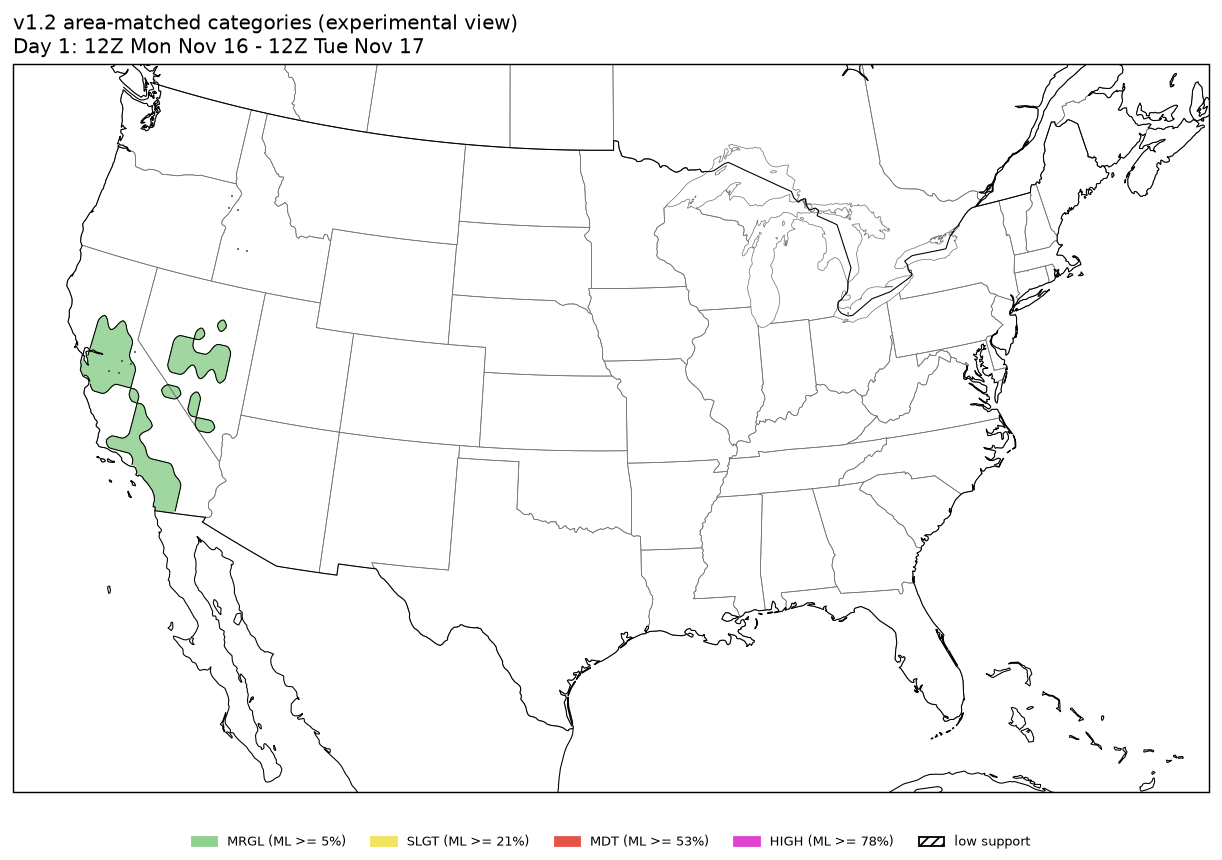 v1.2 area-matched categories (experimental view)
Day 1: 12Z Mon Nov 16 - 12Z Tue Nov 17
MRGL (ML >= 5%) SLGT (ML >= 21%) MDT (ML >= 53%) HIGH (ML >= 78%) low support